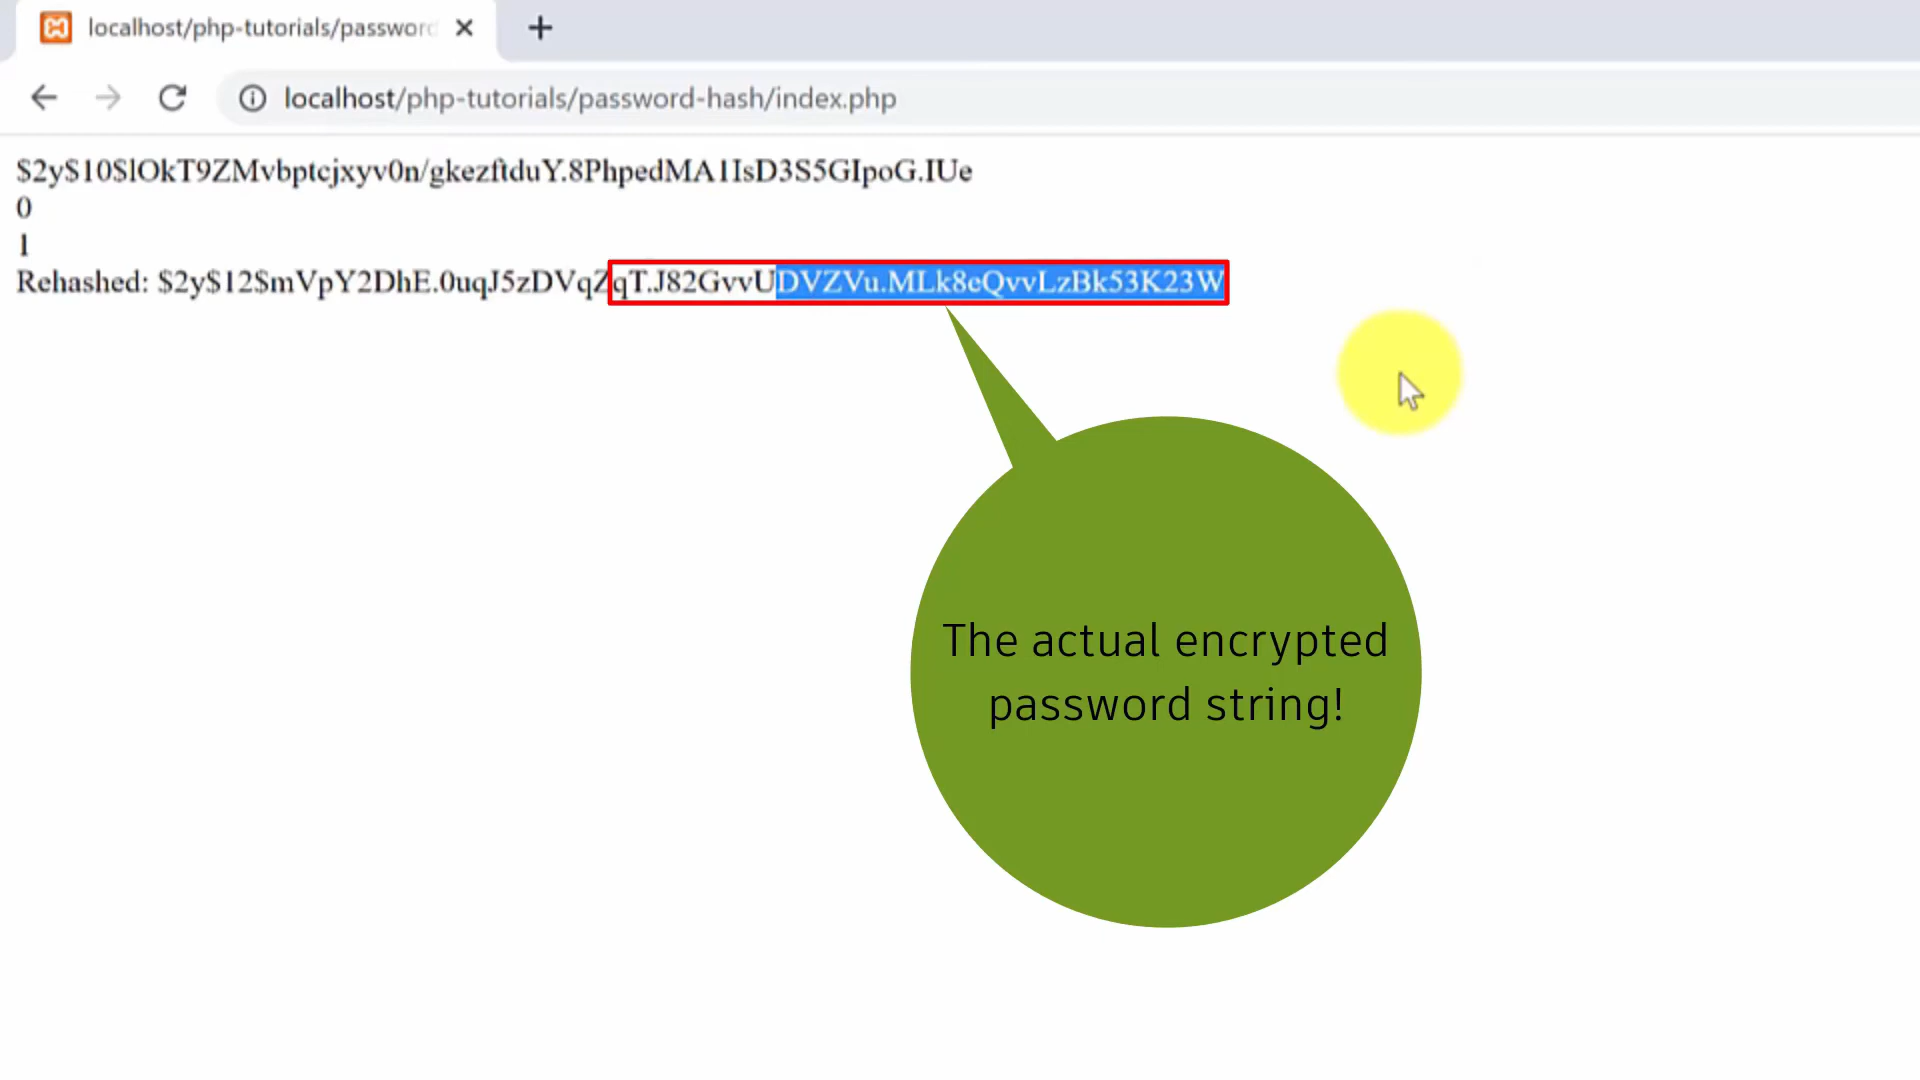 localhost/php-tutorials/password
localhost/php-tutorials/password-hash/index.php
$2y$10$lOkT9ZMvbptcjxyv0n/gkezftduY.8PhpedMA1IsD3S5GIpoG.IUe
0
1
Rehashed: $2y$12$mVpY2DhE.0uqJ5zDVqZqT.J82GvvUDVZVu.MLk8eQvvLzBk53K23W
The actual encrypted
password string!